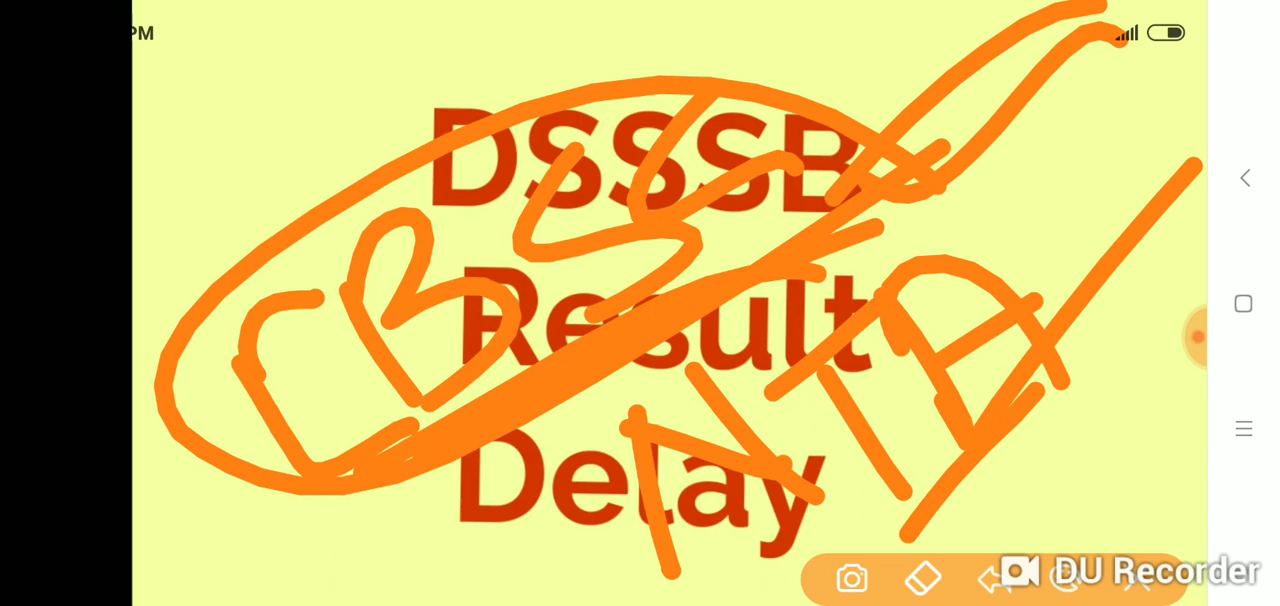 PM
DSSSB
Result
Delay
CBSE
NTA
DU Recorder